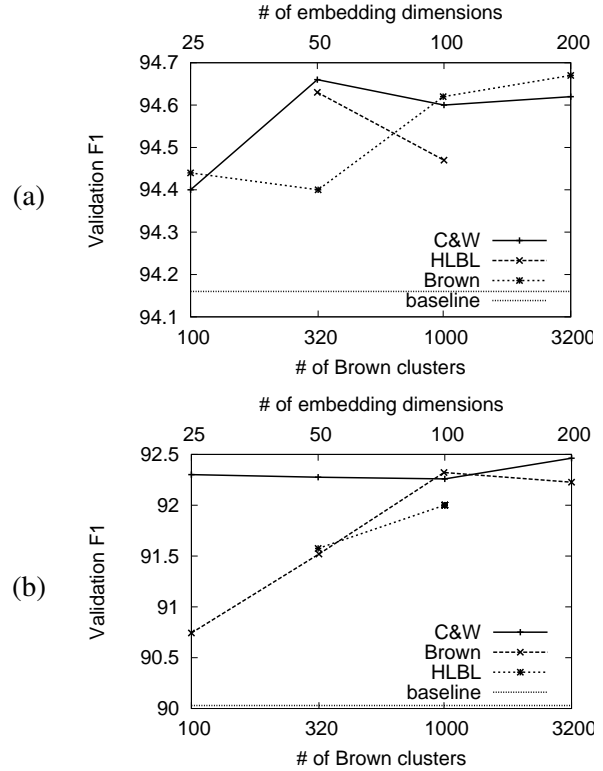 # of embedding dimensions
25 50 100 200
94.7
94.6
94.5
94.4
94.3
94.2
94.1
Validation F1
(a)
C&W
HLBL
Brown
baseline
100 320 1000 3200
# of Brown clusters
# of embedding dimensions
25 50 100 200
92.5
92
91.5
91
90.5
90
Validation F1
(b)
C&W
Brown
HLBL
baseline
100 320 1000 3200
# of Brown clusters